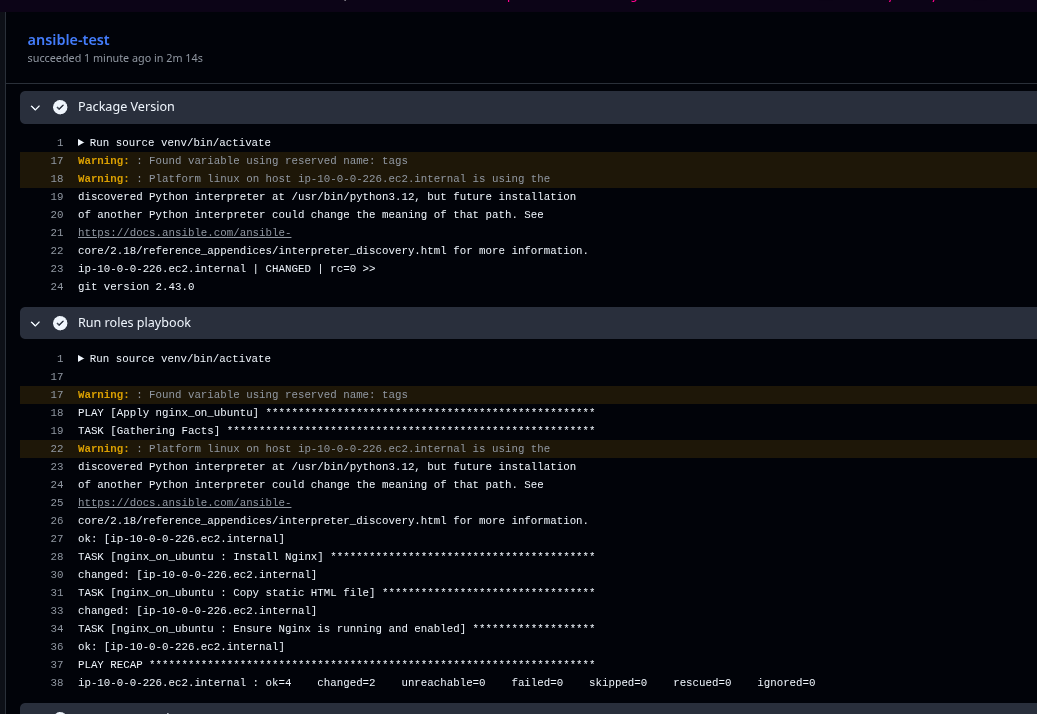 ansible-test
succeeded 1 minute ago in 2m 14s
Package Version
1 Run source venv/bin/activate
17 Warning: : Found variable using reserved name: tags
18 Warning: : Platform linux on host ip-10-0-0-226.ec2.internal is using the
19 discovered Python interpreter at /usr/bin/python3.12, but future installation
20 of another Python interpreter could change the meaning of that path. See
21 https://docs.ansible.com/ansible-
22 core/2.18/reference_appendices/interpreter_discovery.html for more information.
23 ip-10-0-0-226.ec2.internal | CHANGED | rc=0 >>
24 git version 2.43.0
Run roles playbook
1 Run source venv/bin/activate
17
17 Warning: : Found variable using reserved name: tags
18 PLAY [Apply nginx_on_ubuntu] ***************************************************
19 TASK [Gathering Facts] *********************************************************
22 Warning: : Platform linux on host ip-10-0-0-226.ec2.internal is using the
23 discovered Python interpreter at /usr/bin/python3.12, but future installation
24 of another Python interpreter could change the meaning of that path. See
25 https://docs.ansible.com/ansible-
26 core/2.18/reference_appendices/interpreter_discovery.html for more information.
27 ok: [ip-10-0-0-226.ec2.internal]
28 TASK [nginx_on_ubuntu : Install Nginx] *****************************************
30 changed: [ip-10-0-0-226.ec2.internal]
31 TASK [nginx_on_ubuntu : Copy static HTML file] *********************************
33 changed: [ip-10-0-0-226.ec2.internal]
34 TASK [nginx_on_ubuntu : Ensure Nginx is running and enabled] *******************
36 ok: [ip-10-0-0-226.ec2.internal]
37 PLAY RECAP *********************************************************************
38 ip-10-0-0-226.ec2.internal : ok=4    changed=2    unreachable=0    failed=0    skipped=0    rescued=0    ignored=0